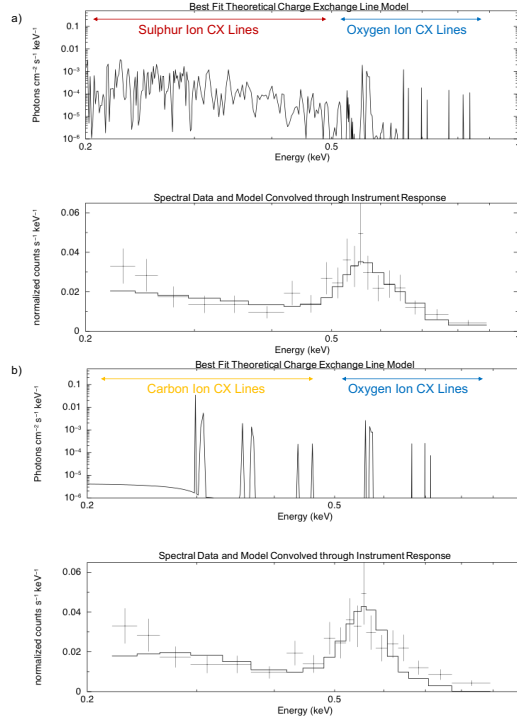 a)
Best Fit Theoretical Charge Exchange Line Model
Sulphur Ion CX Lines
Oxygen Ion CX Lines
Photons cm⁻² s⁻¹ keV⁻¹
0.1
0.01
10⁻³
10⁻⁴
10⁻⁵
10⁻⁶
0.2
0.5
1
Energy (keV)
Spectral Data and Model Convolved through Instrument Response
normalized counts s⁻¹ keV⁻¹
0.06
0.04
0.02
0
0.2
0.5
1
Energy (keV)
b)
Best Fit Theoretical Charge Exchange Line Model
Carbon Ion CX Lines
Oxygen Ion CX Lines
Photons cm⁻² s⁻¹ keV⁻¹
0.1
0.01
10⁻³
10⁻⁴
10⁻⁵
10⁻⁶
0.2
0.5
1
Energy (keV)
Spectral Data and Model Convolved through Instrument Response
normalized counts s⁻¹ keV⁻¹
0.06
0.04
0.02
0
0.2
0.5
1
Energy (keV)